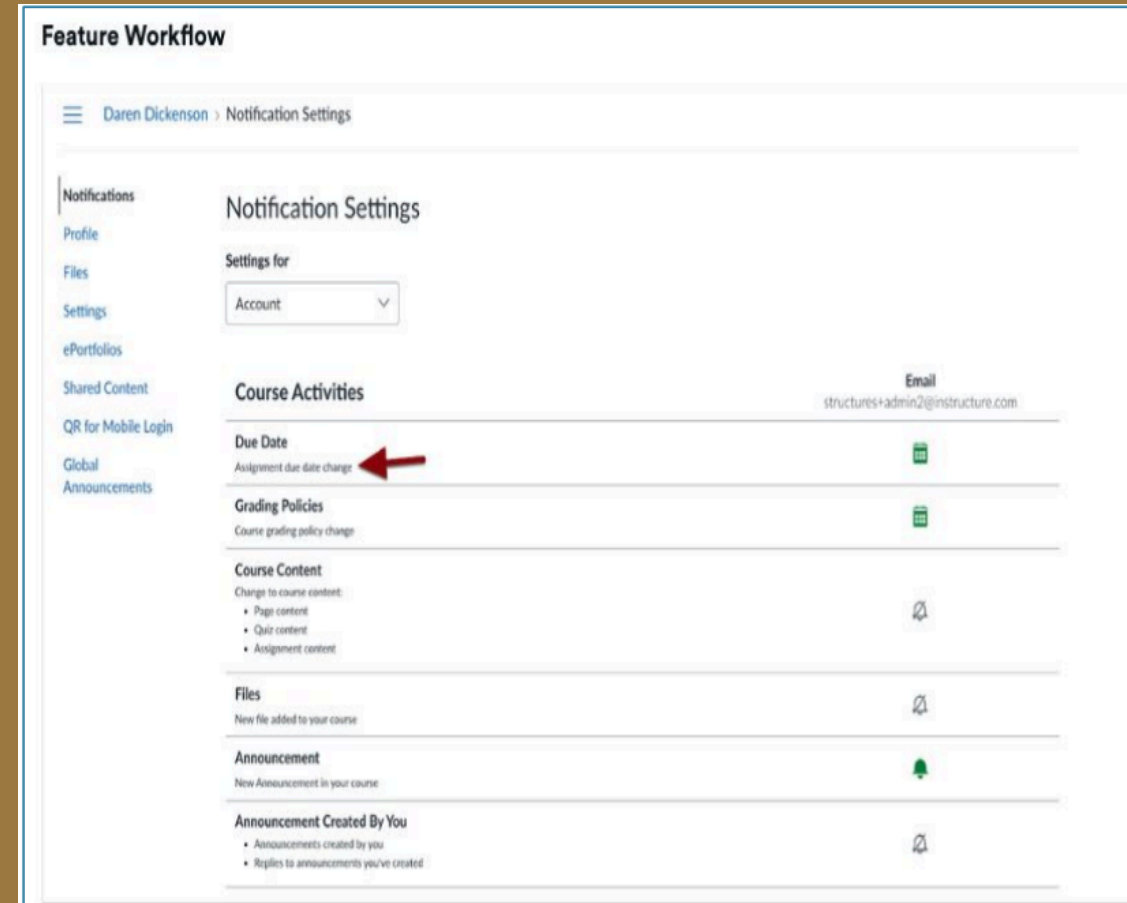 Feature Workflow
Daren Dickenson › Notification Settings
Notifications
Profile
Files
Settings
ePortfolios
Shared Content
QR for Mobile Login
Global
Announcements
Notification Settings
Settings for
Account
Course Activities
Email
structures+admin2@instructure.com
Due Date
Assignment due date change
Grading Policies
Course grading policy change
Course Content
Change to course content:
• Page content
• Quiz content
• Assignment content
Files
New file added to your course
Announcement
New Announcement in your course
Announcement Created By You
• Announcements created by you
• Replies to announcements you've created